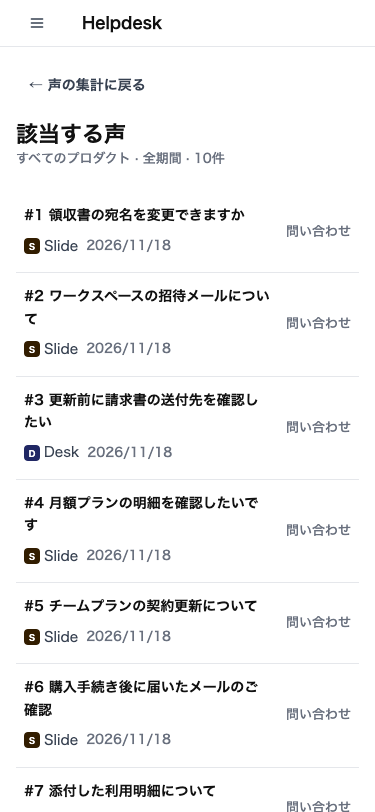 Helpdesk
← 声の集計に戻る
該当する声
すべてのプロダクト · 全期間 · 10件
#1 領収書の宛名を変更できますか
S Slide 2026/11/18
問い合わせ
#2 ワークスペースの招待メールについ
て
S Slide 2026/11/18
問い合わせ
#3 更新前に請求書の送付先を確認し
たい
D Desk 2026/11/18
問い合わせ
#4 月額プランの明細を確認したいで
す
S Slide 2026/11/18
問い合わせ
#5 チームプランの契約更新について
S Slide 2026/11/18
問い合わせ
#6 購入手続き後に届いたメールのご
確認
S Slide 2026/11/18
問い合わせ
#7 添付した利用明細について
問い合わせ